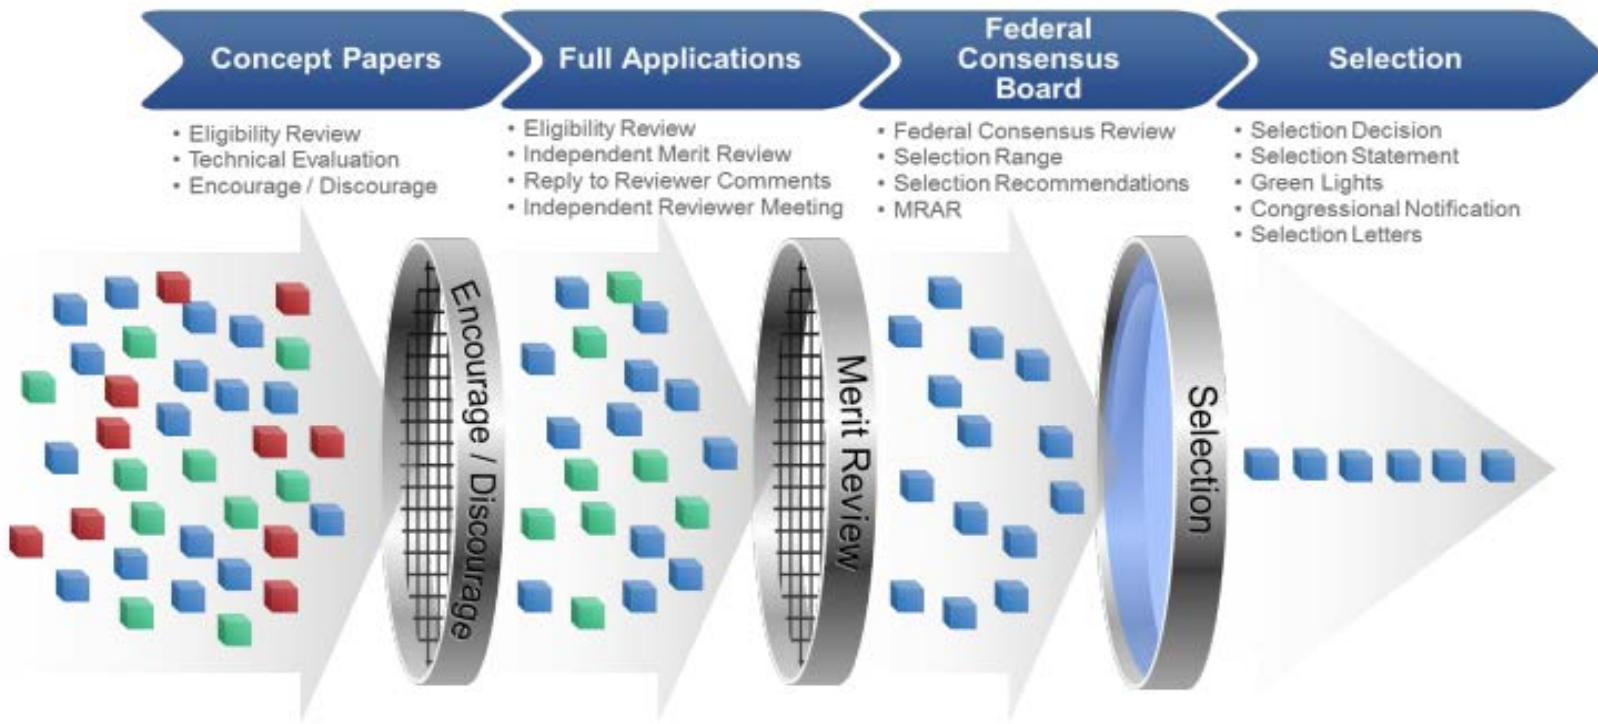 Concept Papers
Full Applications
Federal
Consensus
Board
Selection
• Eligibility Review
• Technical Evaluation
• Encourage / Discourage
• Eligibility Review
• Independent Merit Review
• Reply to Reviewer Comments
• Independent Reviewer Meeting
• Federal Consensus Review
• Selection Range
• Selection Recommendations
• MRAR
• Selection Decision
• Selection Statement
• Green Lights
• Congressional Notification
• Selection Letters
Encourage / Discourage
Merit Review
Selection